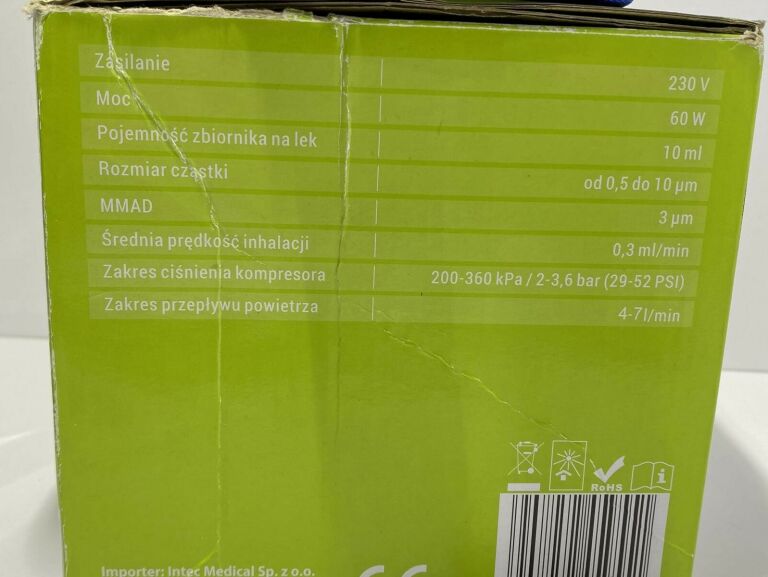 Zasilanie 230 V
Moc 60 W
Pojemność zbiornika na lek 10 ml
Rozmiar cząstki od 0,5 do 10 µm
MMAD 3 µm
Średnia prędkość inhalacji 0,3 ml/min
Zakres ciśnienia kompresora 200-360 kPa / 2-3,6 bar (29-52 PSI)
Zakres przepływu powietrza 4-7l/min
RoHS
Importer: Intec Medical Sp. z o.o.
CE